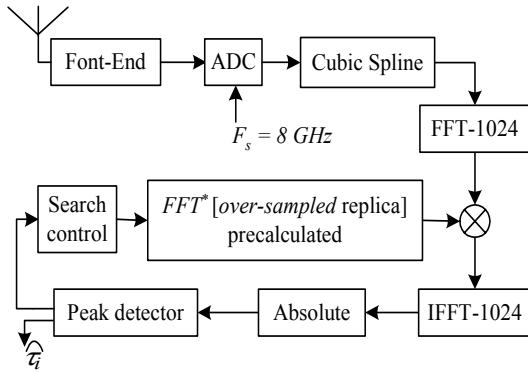 Font-End
ADC
Cubic Spline
F_s = 8 GHz
FFT-1024
Search
control
FFT* [over-sampled replica]
precalculated
Peak detector
Absolute
IFFT-1024
τ̂_i